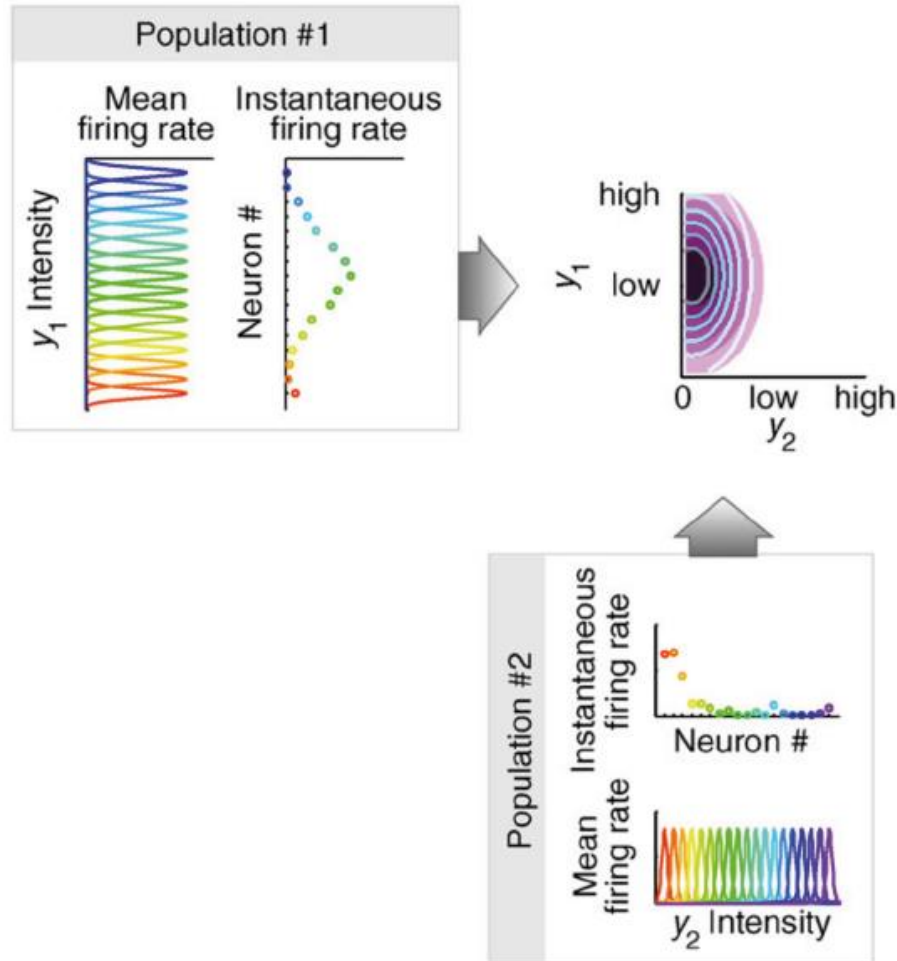 Population #1
Mean
firing rate
Instantaneous
firing rate
y₁ Intensity
Neuron #
high
low
y₁
0 low high
y₂
Population #2
Instantaneous
firing rate
Neuron #
Mean
firing rate
y₂ Intensity